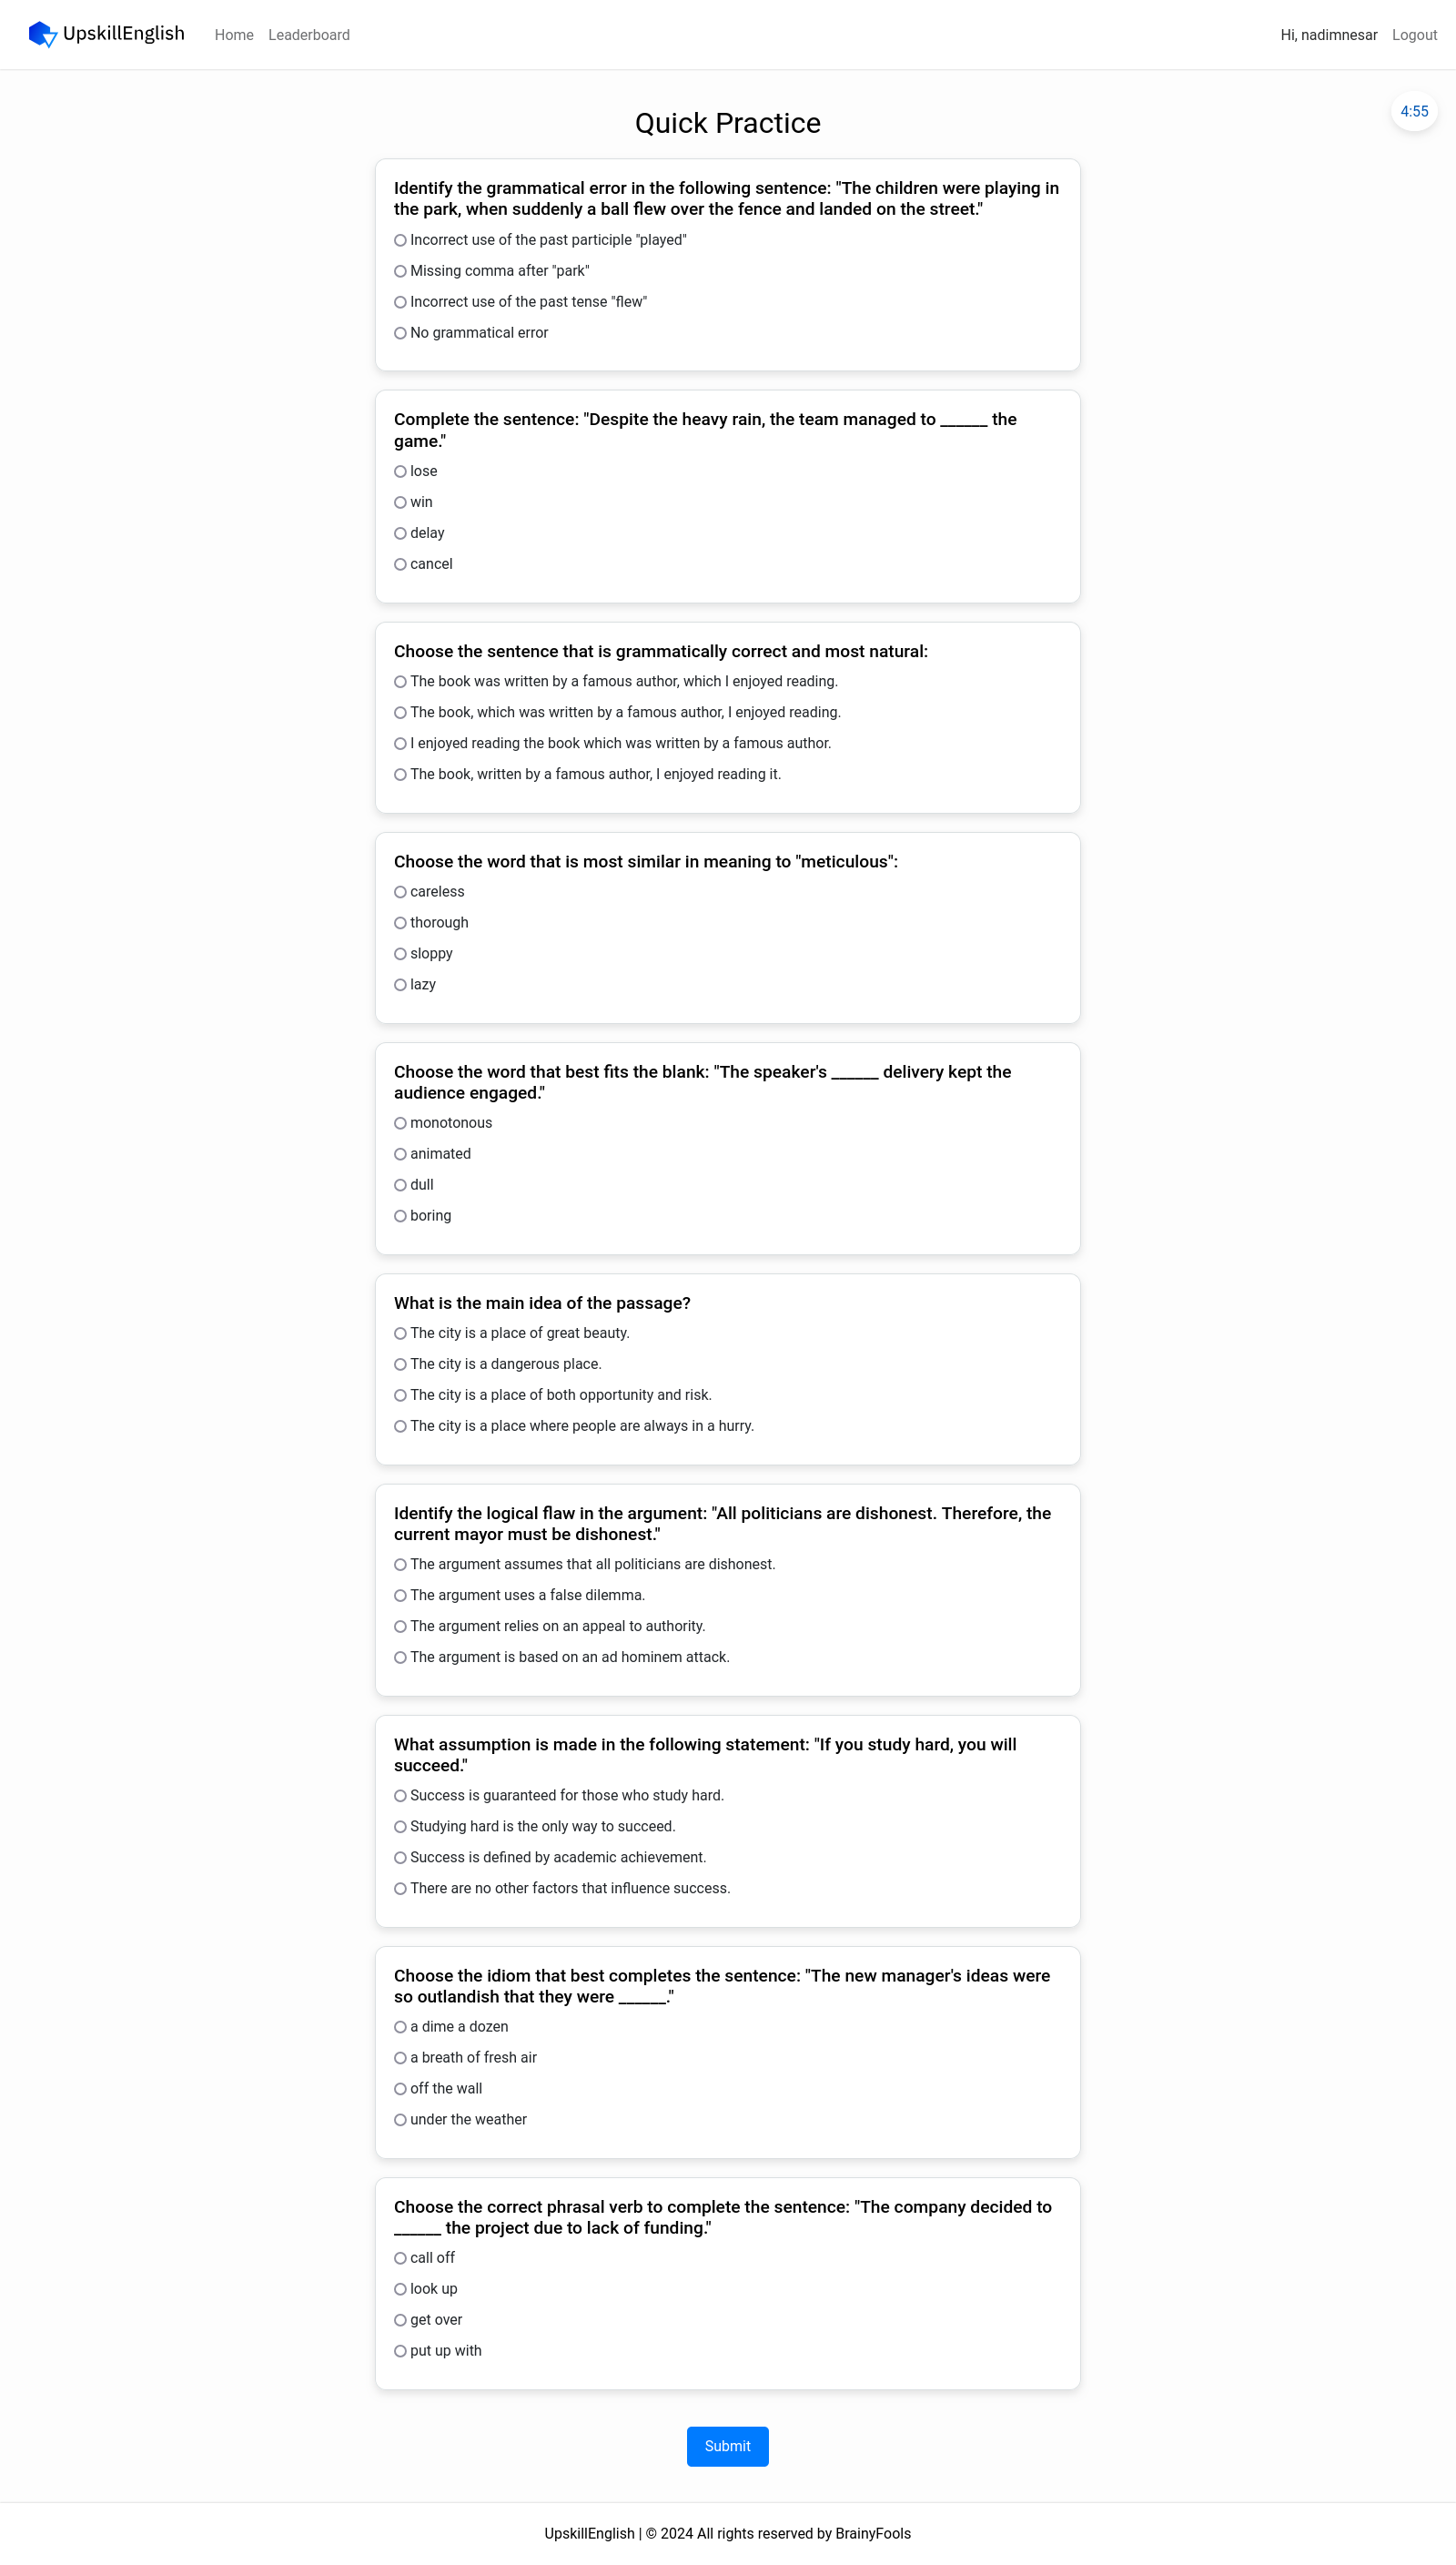 UpskillEnglish Home Leaderboard Hi, nadimnesar Logout
4:55
Quick Practice
Identify the grammatical error in the following sentence: "The children were playing in
the park, when suddenly a ball flew over the fence and landed on the street."
Incorrect use of the past participle "played"
Missing comma after "park"
Incorrect use of the past tense "flew"
No grammatical error
Complete the sentence: "Despite the heavy rain, the team managed to ______ the
game."
lose
win
delay
cancel
Choose the sentence that is grammatically correct and most natural:
The book was written by a famous author, which I enjoyed reading.
The book, which was written by a famous author, I enjoyed reading.
I enjoyed reading the book which was written by a famous author.
The book, written by a famous author, I enjoyed reading it.
Choose the word that is most similar in meaning to "meticulous":
careless
thorough
sloppy
lazy
Choose the word that best fits the blank: "The speaker's ______ delivery kept the
audience engaged."
monotonous
animated
dull
boring
What is the main idea of the passage?
The city is a place of great beauty.
The city is a dangerous place.
The city is a place of both opportunity and risk.
The city is a place where people are always in a hurry.
Identify the logical flaw in the argument: "All politicians are dishonest. Therefore, the
current mayor must be dishonest."
The argument assumes that all politicians are dishonest.
The argument uses a false dilemma.
The argument relies on an appeal to authority.
The argument is based on an ad hominem attack.
What assumption is made in the following statement: "If you study hard, you will
succeed."
Success is guaranteed for those who study hard.
Studying hard is the only way to succeed.
Success is defined by academic achievement.
There are no other factors that influence success.
Choose the idiom that best completes the sentence: "The new manager's ideas were
so outlandish that they were ______."
a dime a dozen
a breath of fresh air
off the wall
under the weather
Choose the correct phrasal verb to complete the sentence: "The company decided to
______ the project due to lack of funding."
call off
look up
get over
put up with
Submit
UpskillEnglish | © 2024 All rights reserved by BrainyFools